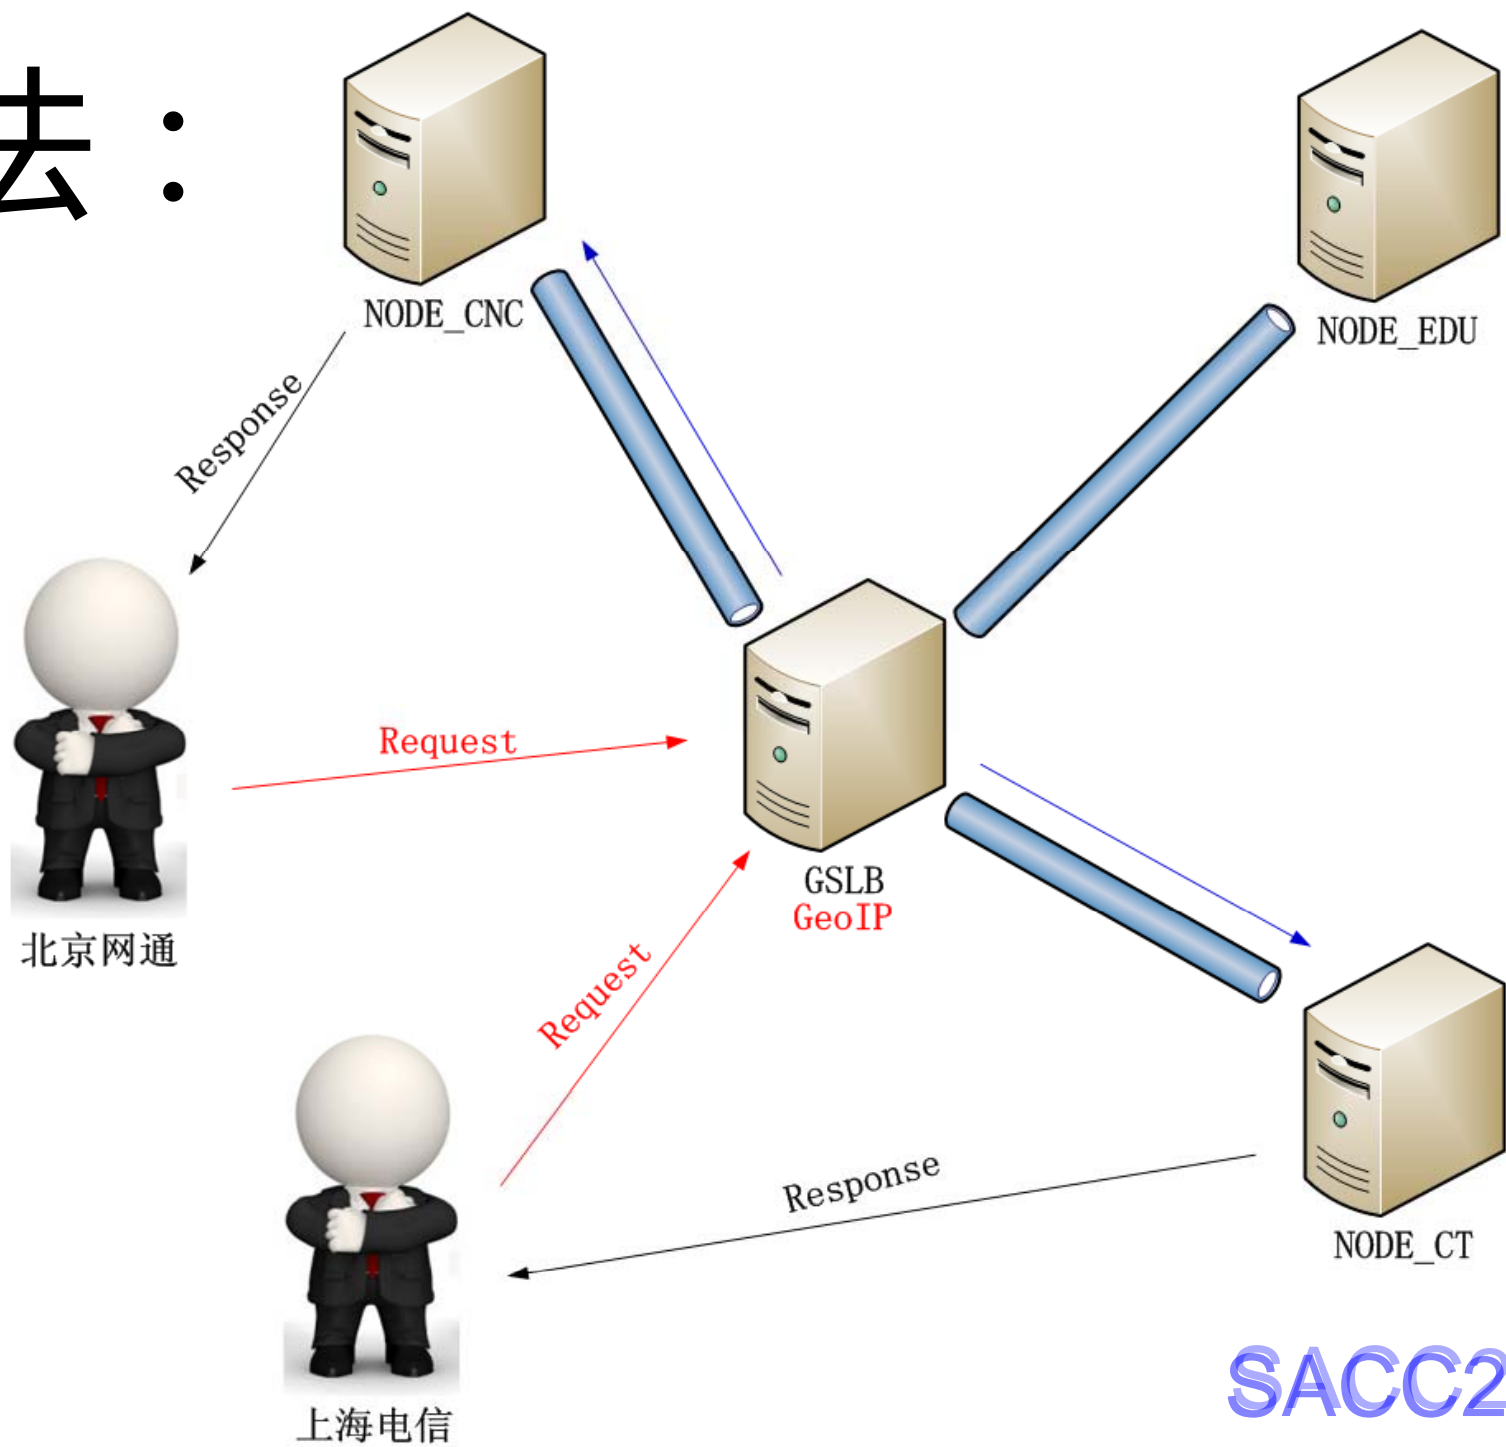 去：
NODE_CNC
NODE_EDU
Response
Request
GSLB
GeoIP
北京网通
Request
Response
NODE_CT
上海电信
SACC2